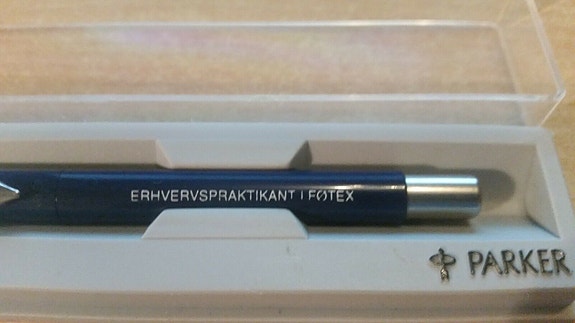 ERHVERVSPRAKTIKANT I FØTEX
PARKER